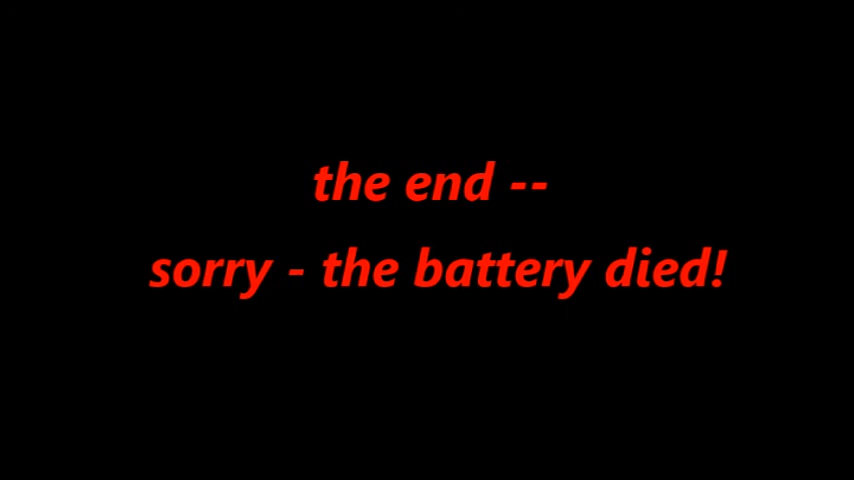 the end --
sorry - the battery died!